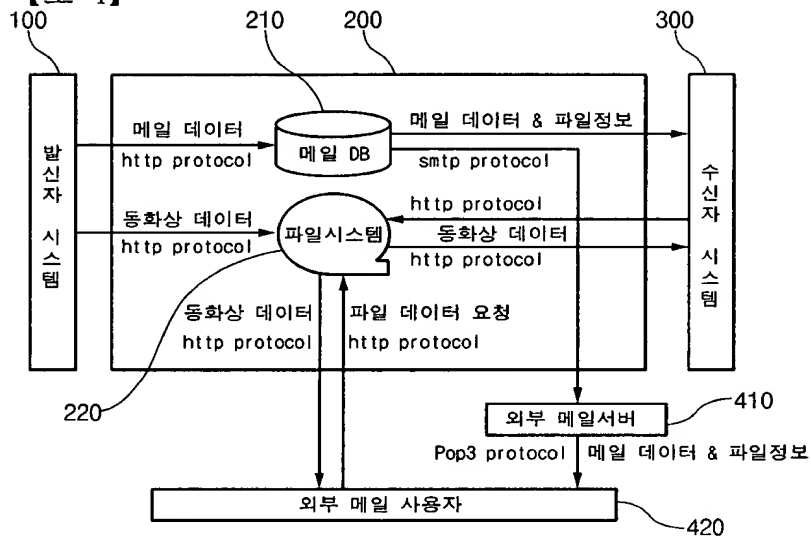 100
210
200
300
발신자 시스템
메일 데이터
http protocol
메일 DB
메일 데이터 & 파일정보
smtp protocol
수신자 시스템
http protocol
동화상 데이터
http protocol
파일시스템
동화상 데이터
http protocol
동화상 데이터
http protocol
파일 데이터 요청
http protocol
220
외부 메일서버
410
Pop3 protocol
메일 데이터 & 파일정보
외부 메일 사용자
420